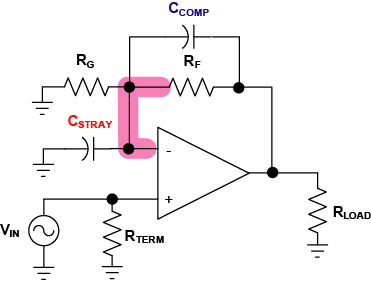 CCOMP
RG
RF
CSTRAY
-
+
VIN
RTERM
RLOAD